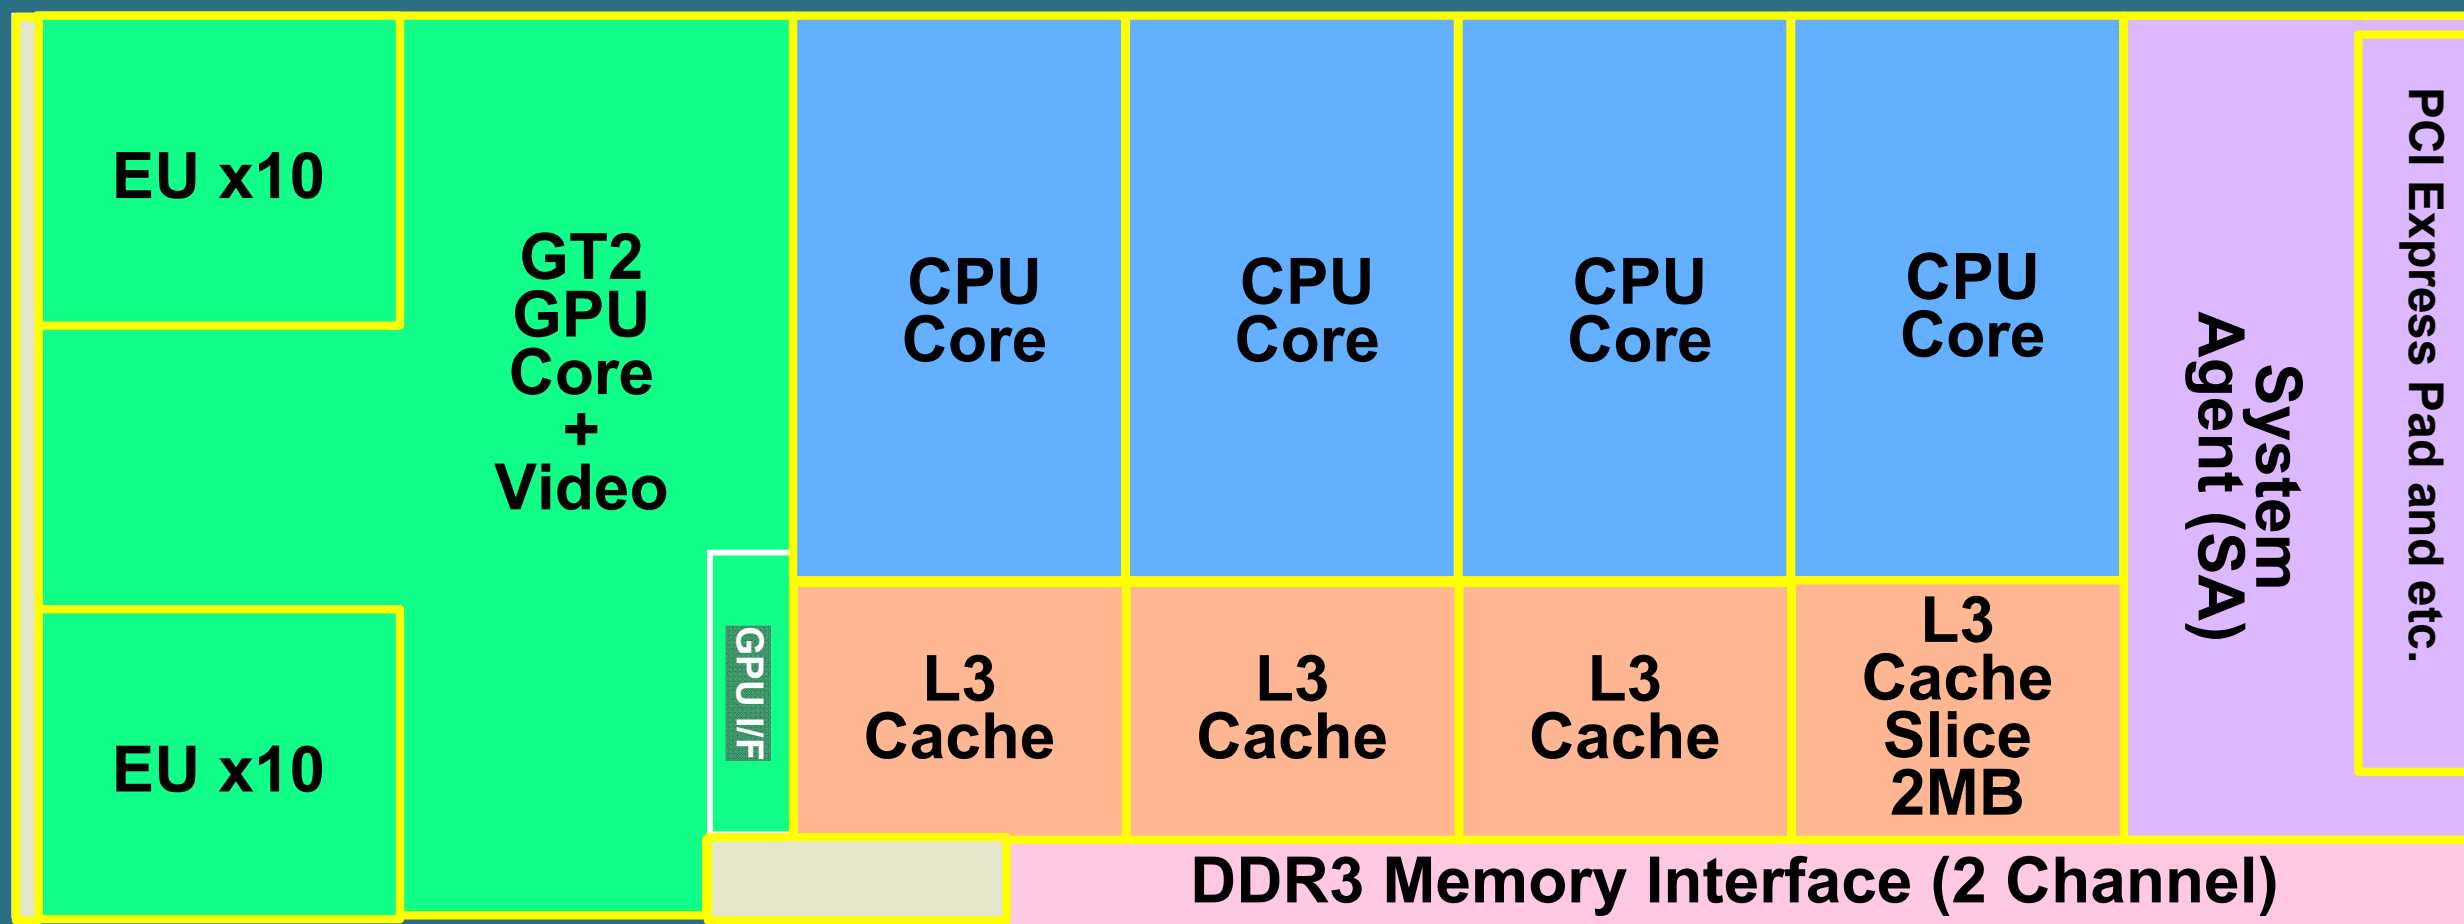 EU x10
GT2
GPU
Core
+
Video
EU x10
GPU I/F
CPU
Core
CPU
Core
CPU
Core
CPU
Core
L3
Cache
L3
Cache
L3
Cache
L3
Cache
Slice
2MB
System
Agent (SA)
PCI Express Pad and etc.
DDR3 Memory Interface (2 Channel)